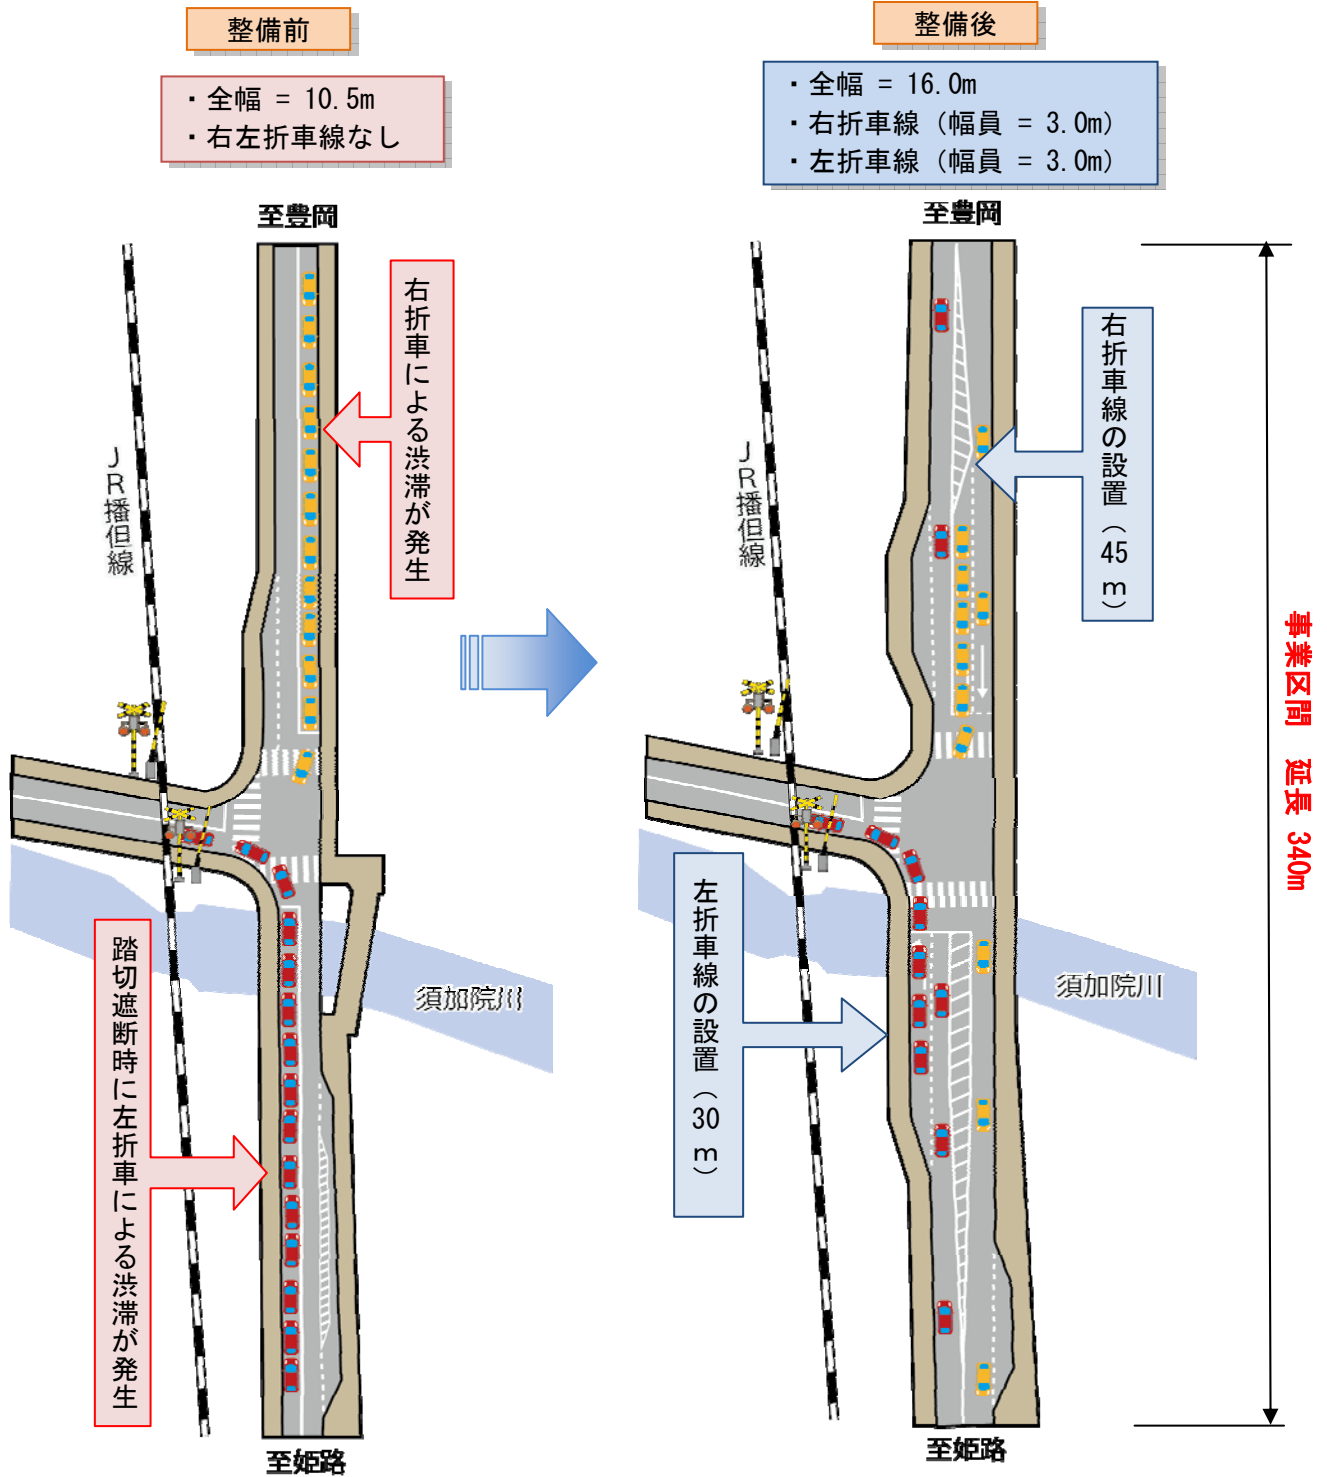 整備前
・全幅 = 10.5m
・右左折車線なし
至豊岡
右折車による渋滞が発生
JR播但線
須加院川
踏切遮断時に左折車による渋滞が発生
至姫路
整備後
・全幅 = 16.0m
・右折車線（幅員 = 3.0m）
・左折車線（幅員 = 3.0m）
至豊岡
右折車線の設置（45m）
JR播但線
左折車線の設置（30m）
須加院川
至姫路
事業区間　延長 340m